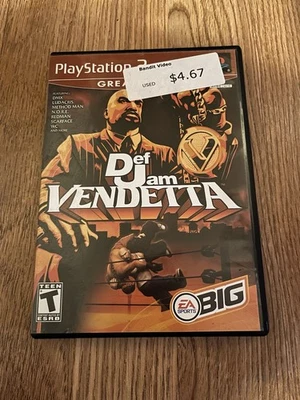 PlayStation 2
Bandit Video
USED
$4.67
GREA
DMX
LUDACRIS
METHOD MAN
N.O.R.E.
REDMAN
SCARFACE
Def
Jam
VENDETTA
TEEN
T
ESRB
EA
SPORTS
BIG